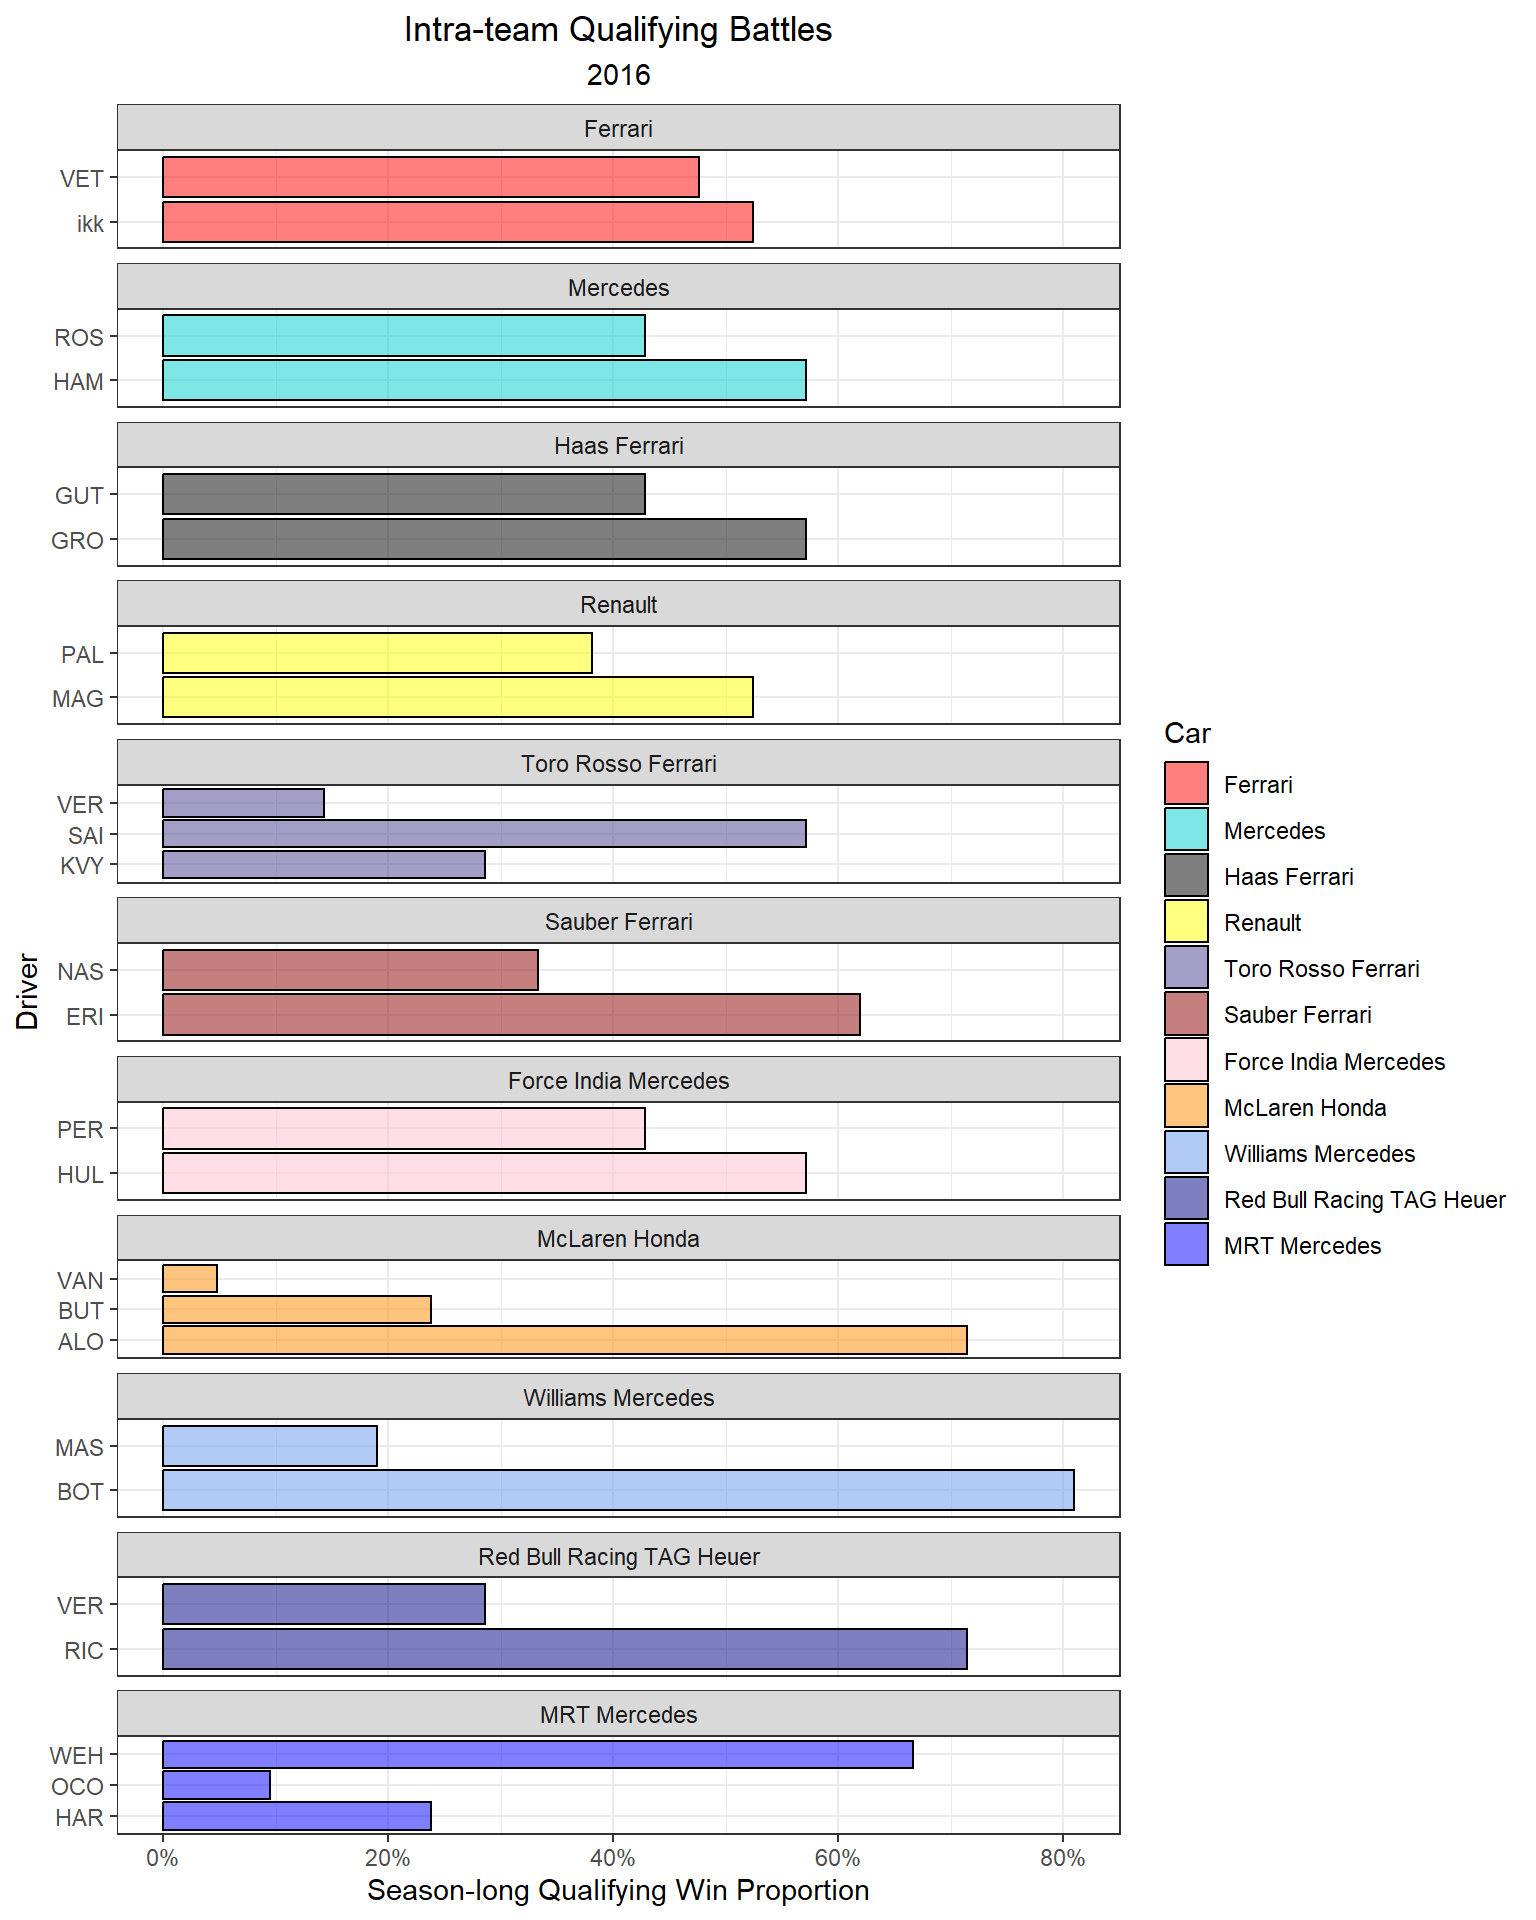 Intra-team Qualifying Battles
2016
Ferrari
VET
ikk
Mercedes
ROS
HAM
Haas Ferrari
GUT
GRO
Renault
PAL
MAG
Toro Rosso Ferrari
VER
SAI
KVY
Sauber Ferrari
NAS
ERI
Force India Mercedes
PER
HUL
McLaren Honda
VAN
BUT
ALO
Williams Mercedes
MAS
BOT
Red Bull Racing TAG Heuer
VER
RIC
MRT Mercedes
WEH
OCO
HAR
0% 20% 40% 60% 80%
Season-long Qualifying Win Proportion
Driver
Car
Ferrari
Mercedes
Haas Ferrari
Renault
Toro Rosso Ferrari
Sauber Ferrari
Force India Mercedes
McLaren Honda
Williams Mercedes
Red Bull Racing TAG Heuer
MRT Mercedes